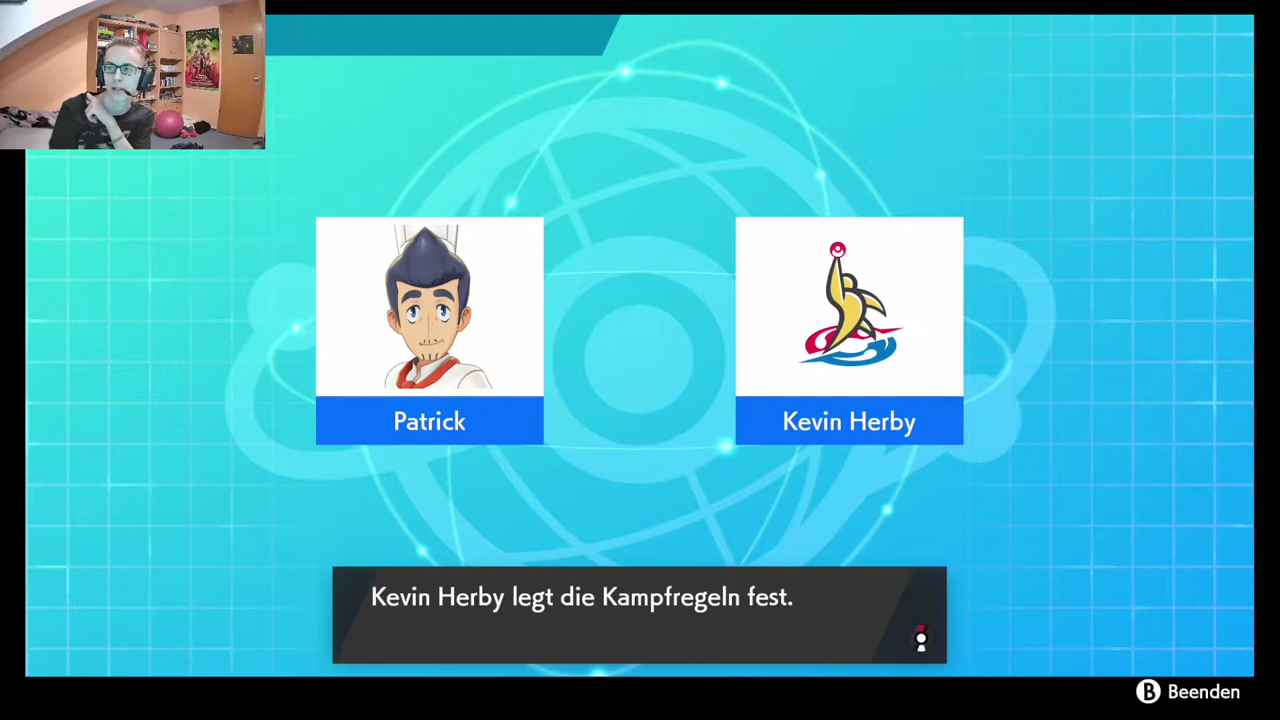 Patrick
Kevin Herby
Kevin Herby legt die Kampfregeln fest.
B Beenden